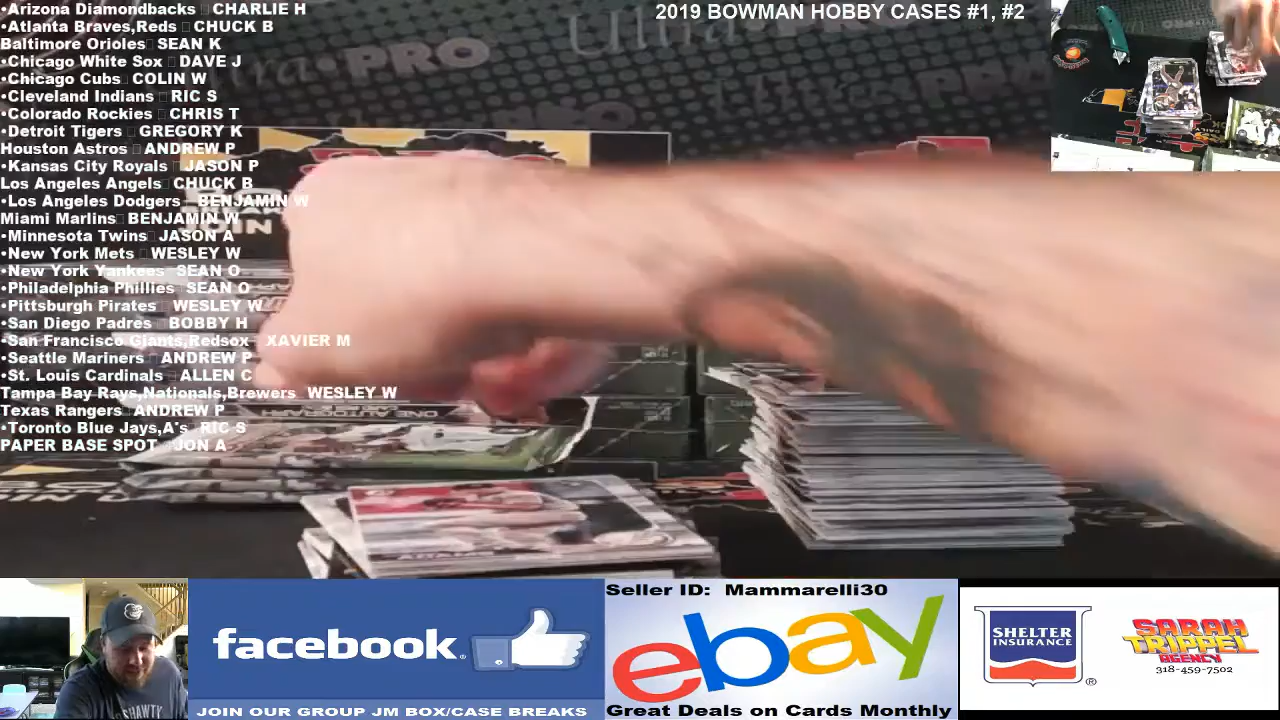 2019 BOWMAN HOBBY CASES #1, #2
•Arizona Diamondbacks CHARLIE H
•Atlanta Braves,Reds CHUCK B
Baltimore Orioles SEAN K
•Chicago White Sox DAVE J
•Chicago Cubs COLIN W
•Cleveland Indians RIC S
•Colorado Rockies CHRIS T
•Detroit Tigers GREGORY K
Houston Astros ANDREW P
•Kansas City Royals JASON P
Los Angeles Angels CHUCK B
•Los Angeles Dodgers BENJAMIN W
Miami Marlins BENJAMIN W
•Minnesota Twins JASON A
•New York Mets WESLEY W
•New York Yankees SEAN O
•Philadelphia Phillies SEAN O
•Pittsburgh Pirates WESLEY W
•San Diego Padres BOBBY H
•San Francisco Giants,Redsox XAVIER M
•Seattle Mariners ANDREW P
•St. Louis Cardinals ALLEN C
Tampa Bay Rays,Nationals,Brewers WESLEY W
Texas Rangers ANDREW P
•Toronto Blue Jays,A's RIC S
PAPER BASE SPOT JON A
Ultra PRO
JOIN
ONE AUTOGRAPH
facebook
JOIN OUR GROUP JM BOX/CASE BREAKS
Seller ID: Mammarelli30
ebay
Great Deals on Cards Monthly
SHELTER
INSURANCE
SARAH
TRIPPEL
AGENCY
318-459-7502